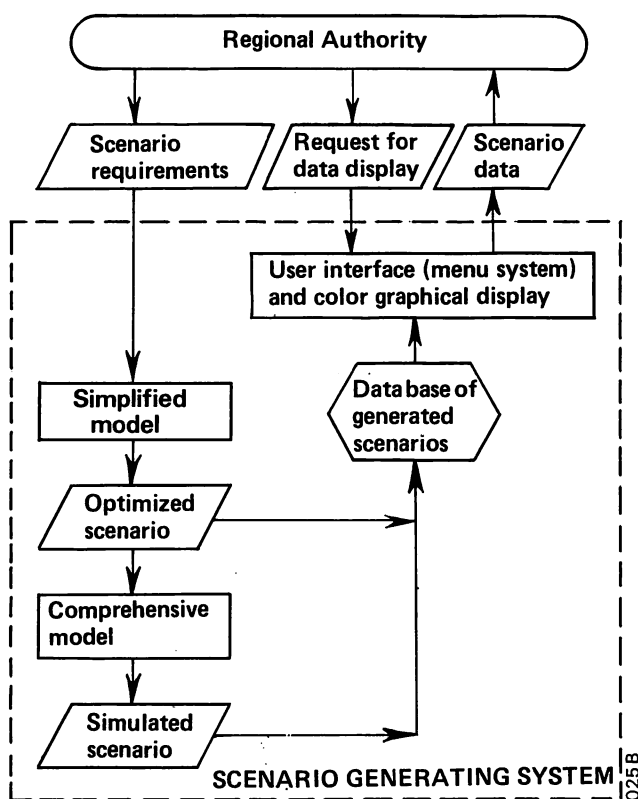 Regional Authority
Scenario
requirements
Request for
data display
Scenario
data
User interface (menu system)
and color graphical display
Simplified
model
Data base of
generated
scenarios
Optimized
scenario
Comprehensive
model
Simulated
scenario
SCENARIO GENERATING SYSTEM
025B